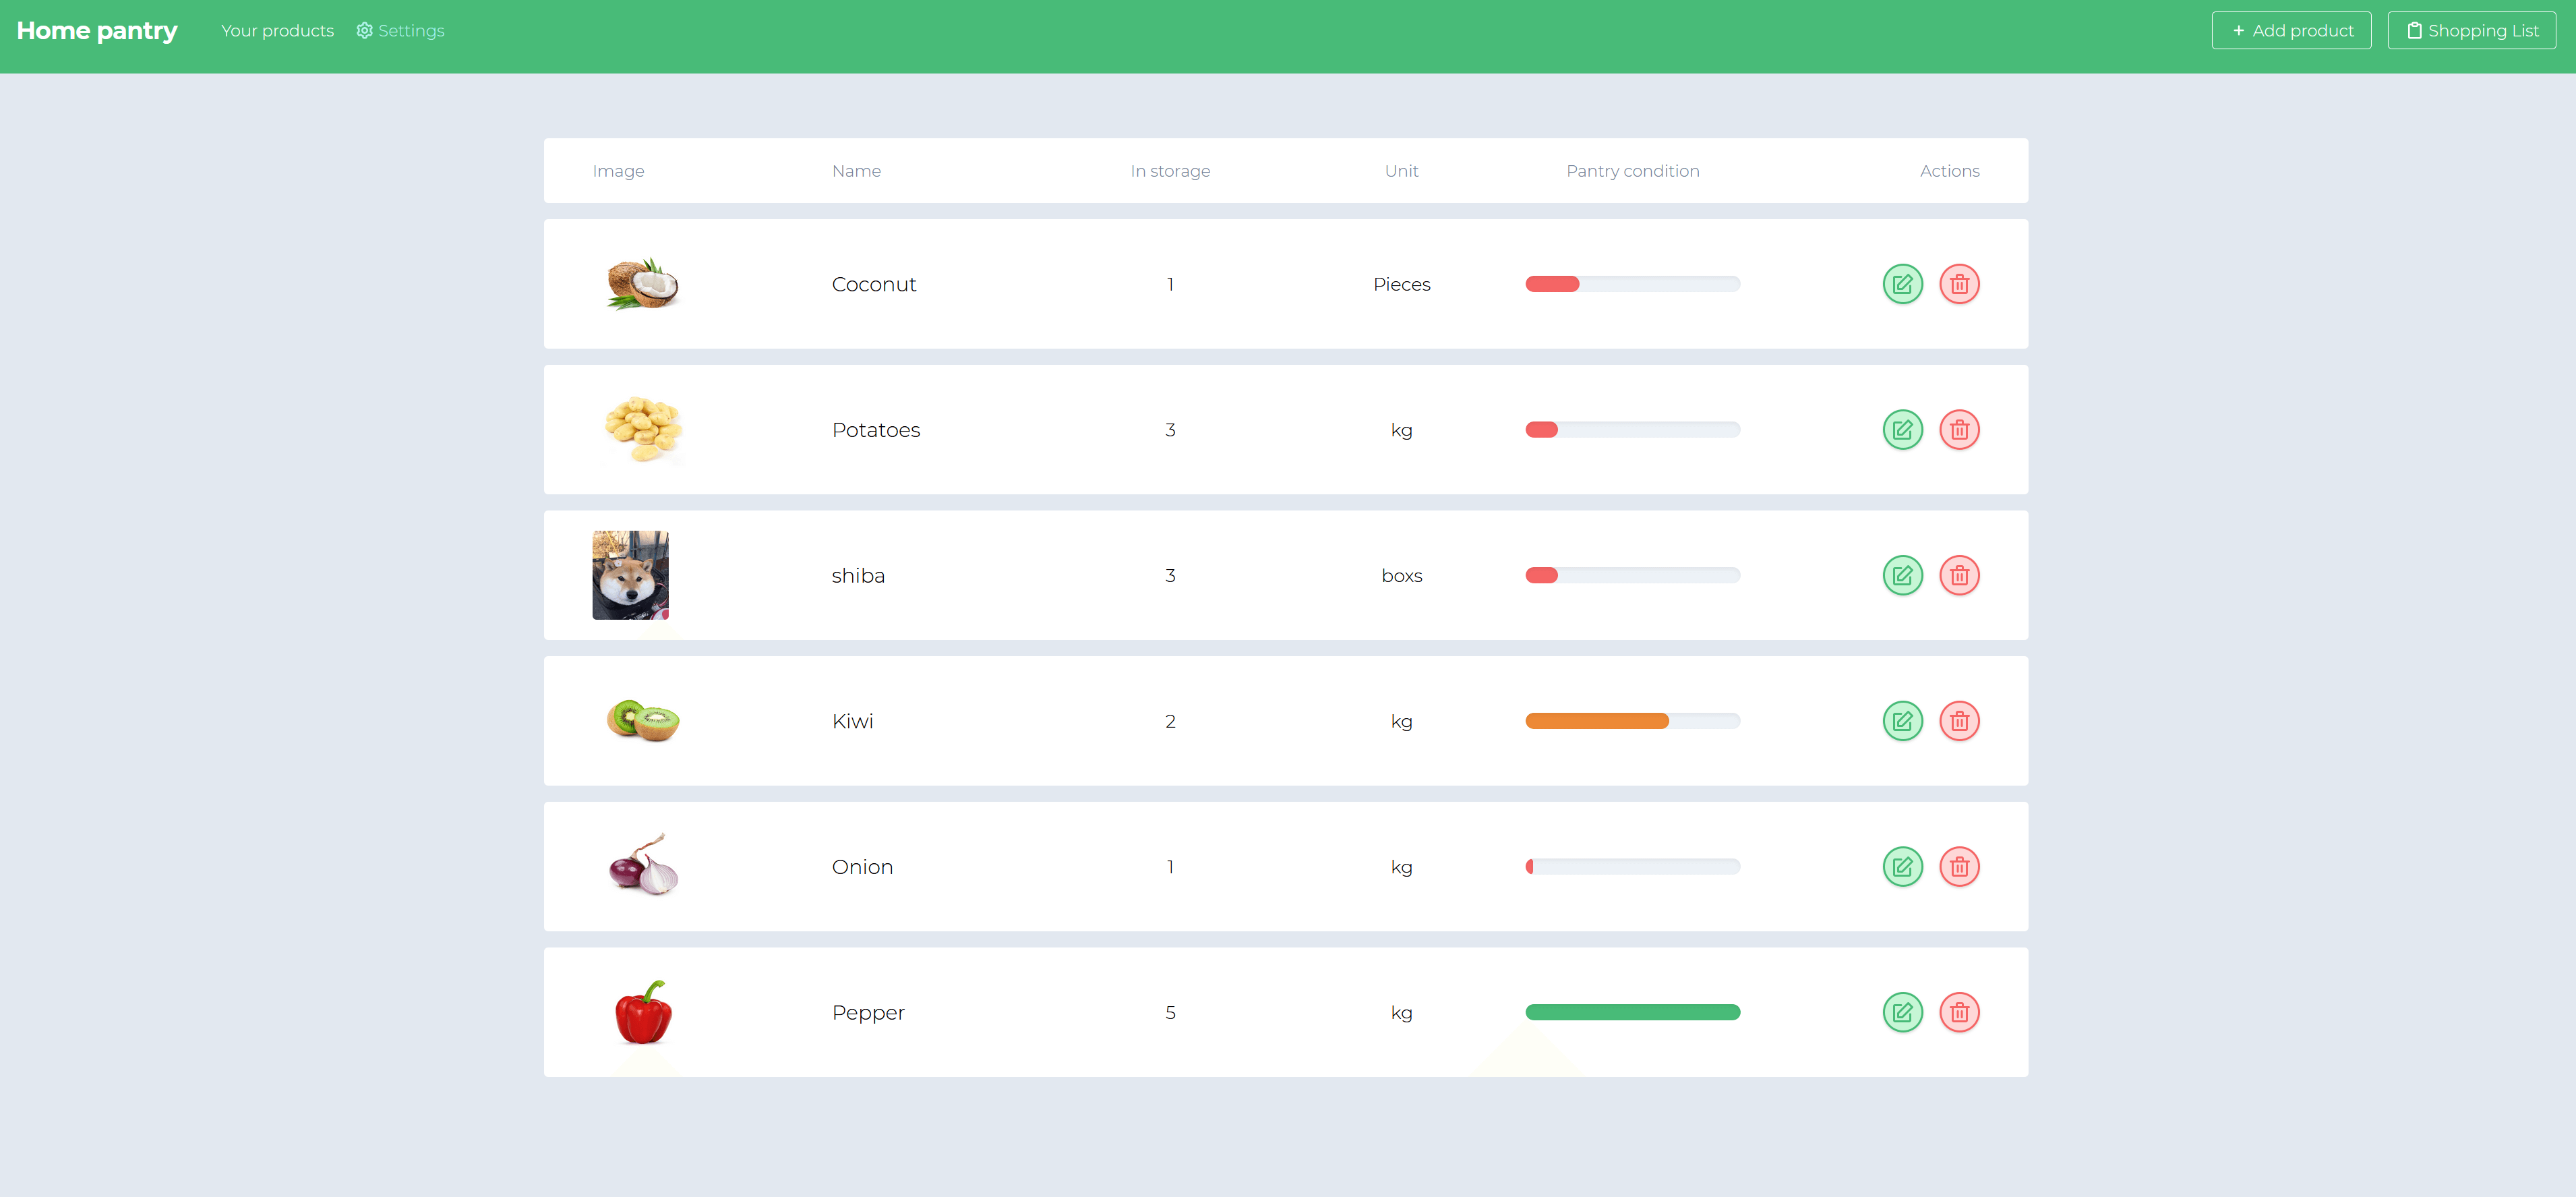 Home pantry
Your products
Settings
+ Add product
Shopping List
Image Name In storage Unit Pantry condition Actions
Coconut 1 Pieces
Potatoes 3 kg
shiba 3 boxs
Kiwi 2 kg
Onion 1 kg
Pepper 5 kg